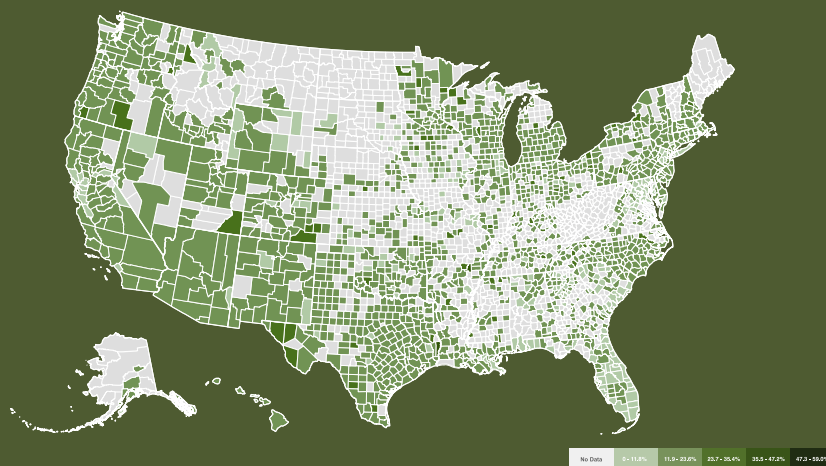 No Data
0 - 11.8%
11.9 - 23.6%
23.7 - 35.4%
35.5 - 47.2%
47.3 - 59.0%